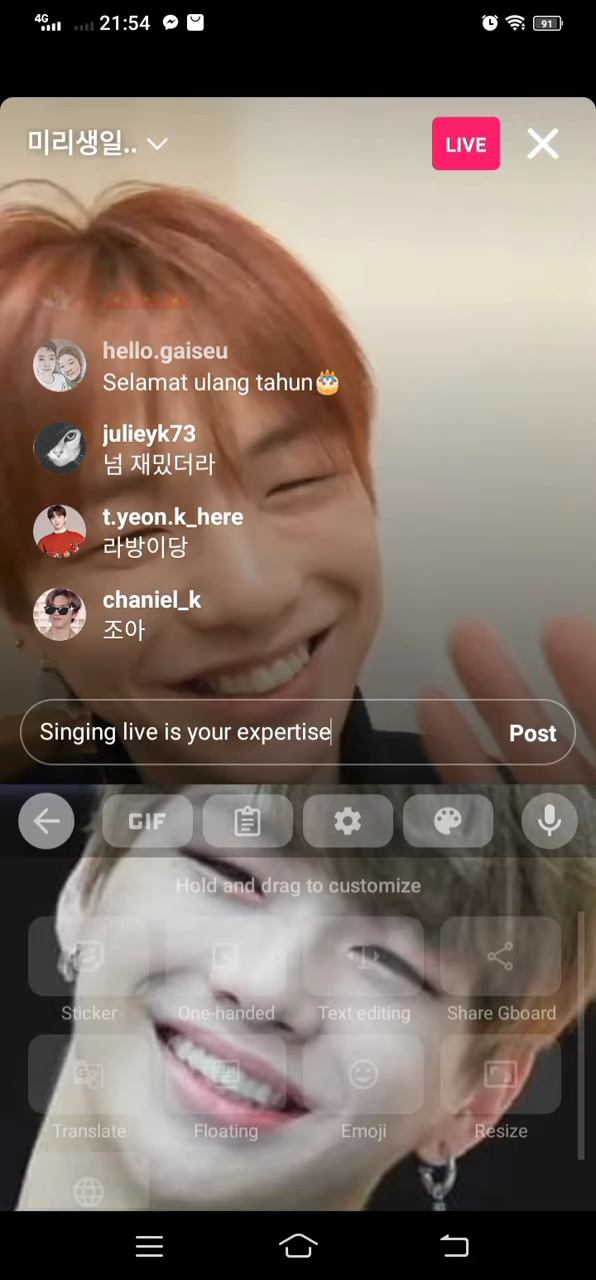 4G
21:54
91
미리생일..
LIVE
hello.gaiseu
Selamat ulang tahun🎂
julieyk73
넘 재밌더라
t.yeon.k_here
라방이당
chaniel_k
조아
Singing live is your expertise
Post
GIF
Hold and drag to customize
Sticker
One-handed
Text editing
Share Gboard
Translate
Floating
Emoji
Resize